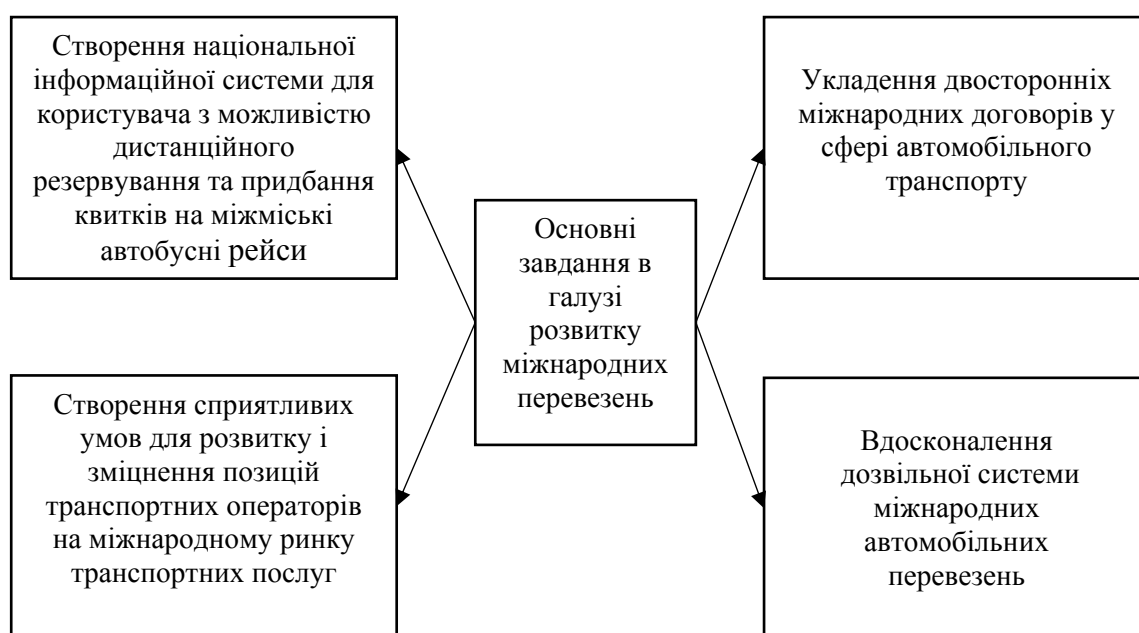 Створення національної
інформаційної системи для
користувача з можливістю
дистанційного
резервування та придбання
квитків на міжміські
автобусні рейси
Укладення двосторонніх
міжнародних договорів у
сфері автомобільного
транспорту
Основні
завдання в
галузі
розвитку
міжнародних
перевезень
Створення сприятливих
умов для розвитку і
зміцнення позицій
транспортних операторів
на міжнародному ринку
транспортних послуг
Вдосконалення
дозвільної системи
міжнародних
автомобільних
перевезень